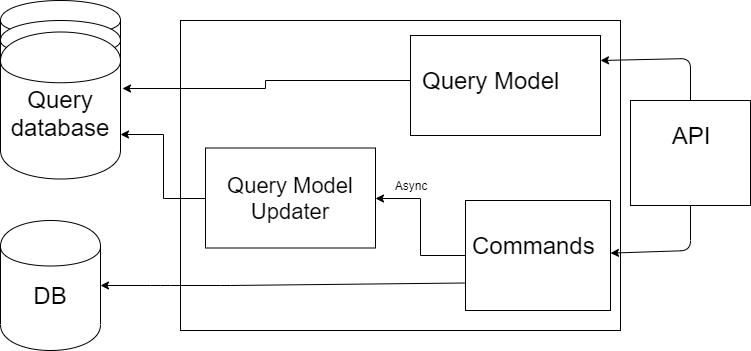 Query
database
Query Model
API
Query Model
Updater
Async
Commands
DB